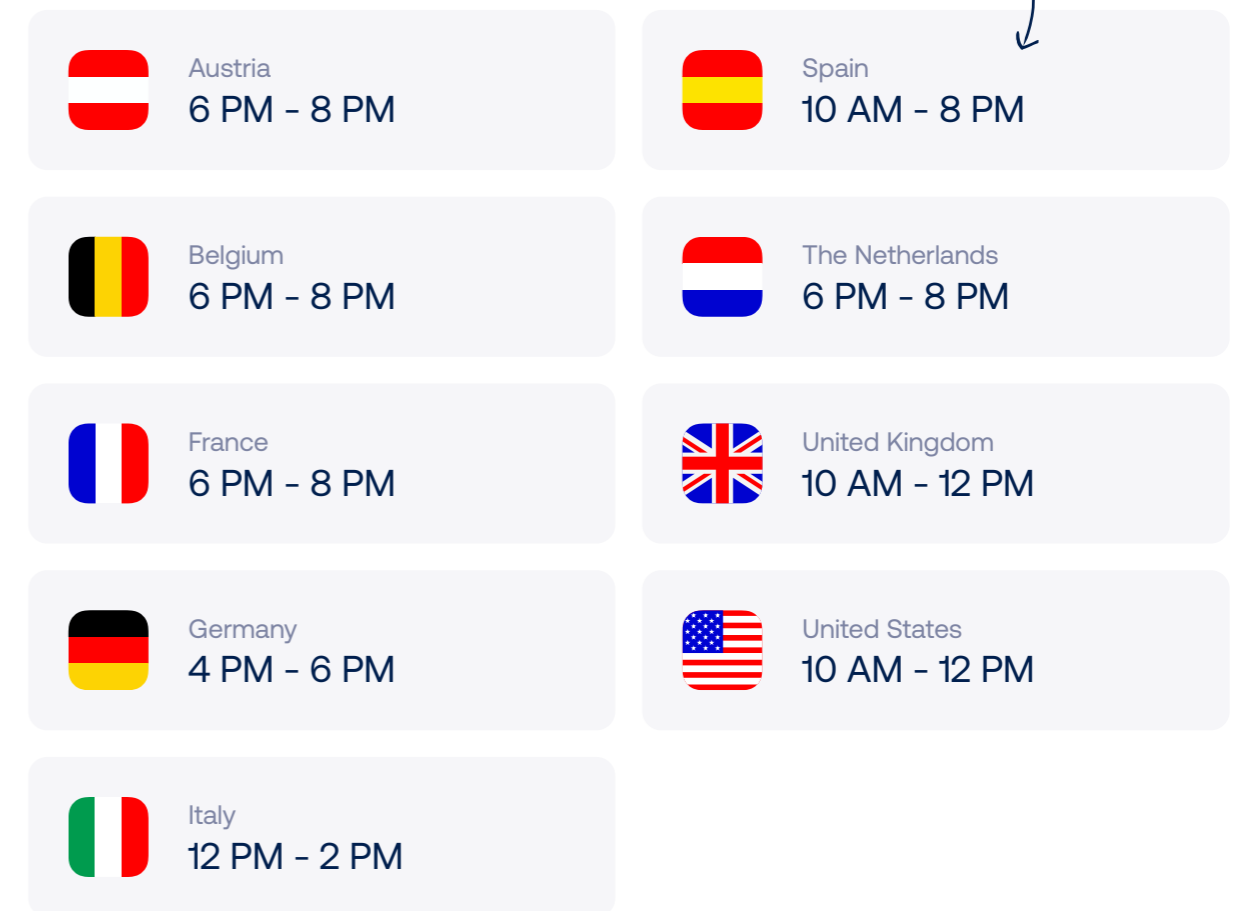 Austria
6 PM - 8 PM
Spain
10 AM - 8 PM
Belgium
6 PM - 8 PM
The Netherlands
6 PM - 8 PM
France
6 PM - 8 PM
United Kingdom
10 AM - 12 PM
Germany
4 PM - 6 PM
United States
10 AM - 12 PM
Italy
12 PM - 2 PM